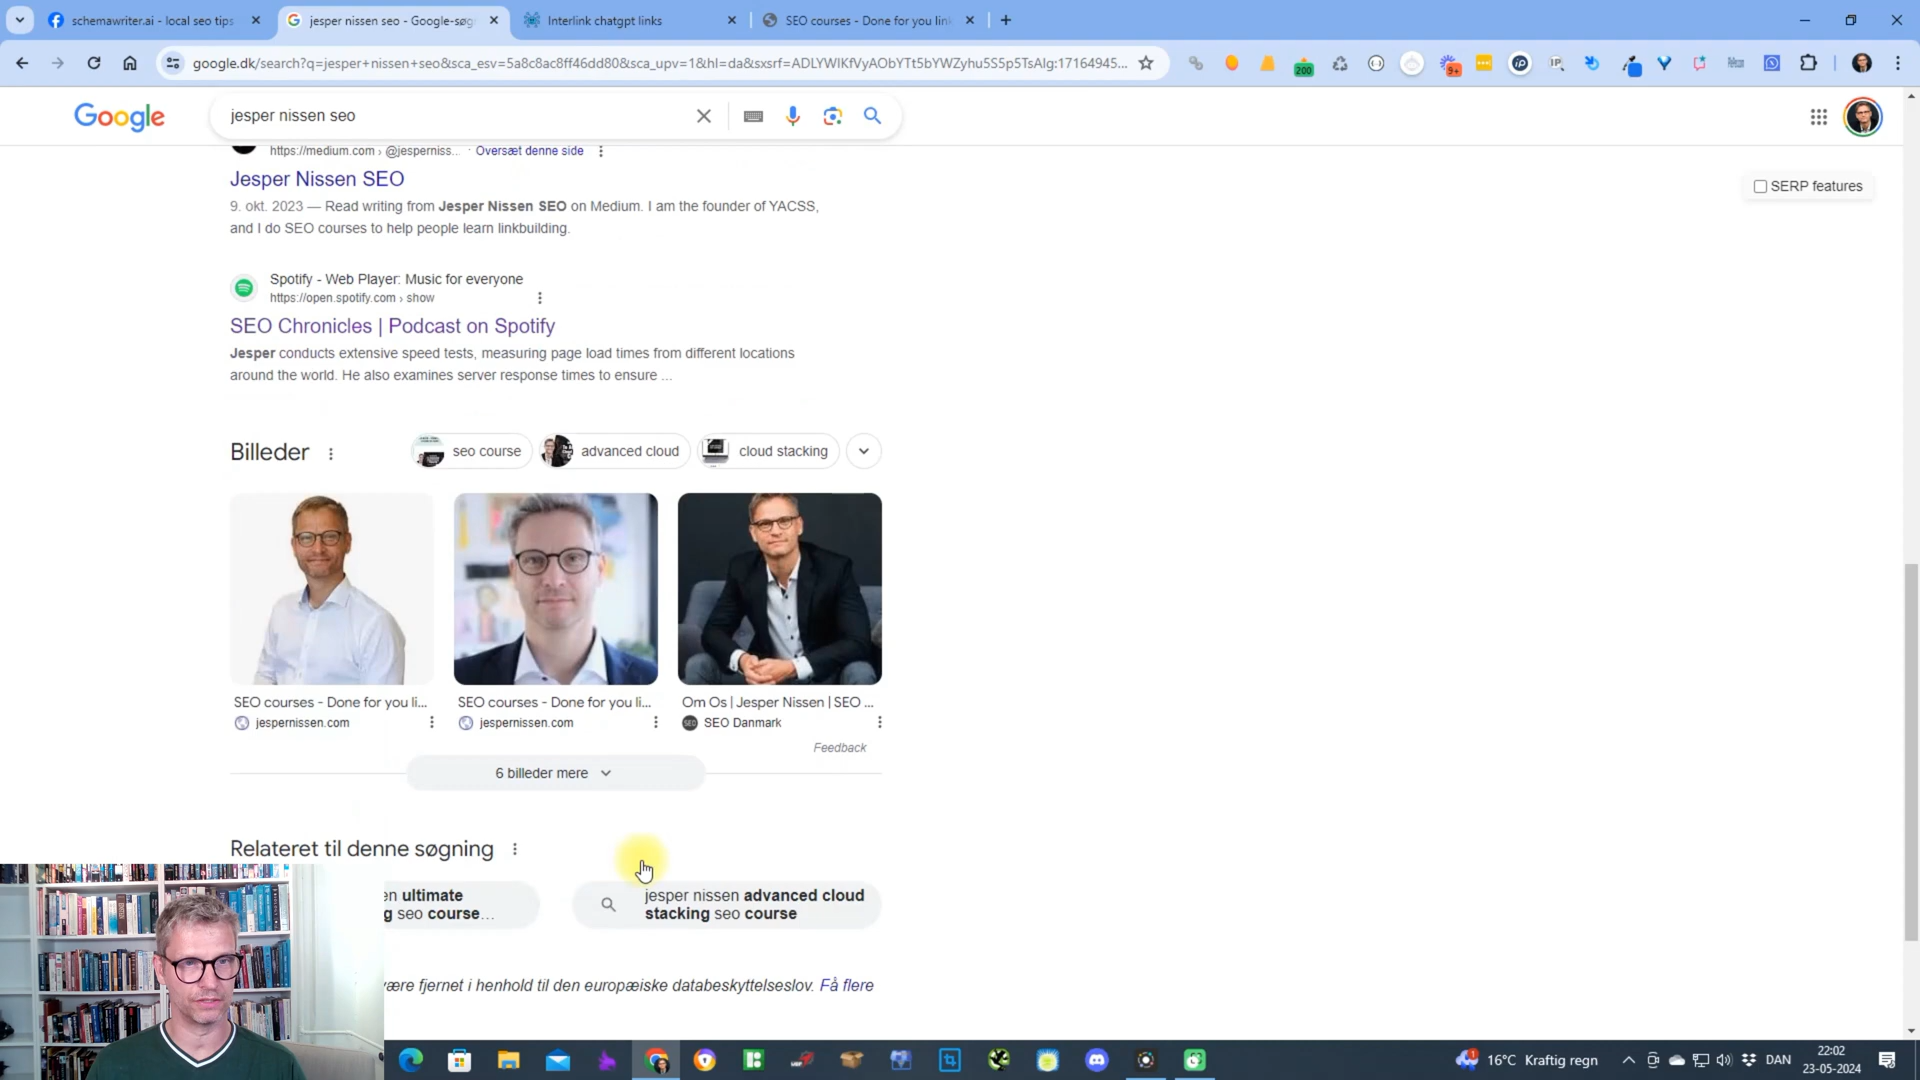 schemawriter.ai - local seo tips
jesper nissen seo - Google-søg
Interlink chatgpt links
SEO courses - Done for you link
google.dk/search?q=jesper+nissen+seo&sca_esv=5a8c8ac8ff46dd80&sca_upv=1&hl=da&sxsrf=ADLYWIKfVyAObYTt5bYWZyhu5S5p5TsAlg:17164945...
200
9+
Google
jesper nissen seo
https://medium.com › @jesperniss... · Oversæt denne side
SERP features
Jesper Nissen SEO
9. okt. 2023 — Read writing from Jesper Nissen SEO on Medium. I am the founder of YACSS,
and I do SEO courses to help people learn linkbuilding.
Spotify - Web Player: Music for everyone
https://open.spotify.com › show
SEO Chronicles | Podcast on Spotify
Jesper conducts extensive speed tests, measuring page load times from different locations
around the world. He also examines server response times to ensure ...
Billeder
seo course
advanced cloud
cloud stacking
SEO courses - Done for you li...
jespernissen.com
SEO courses - Done for you li...
jespernissen.com
Om Os | Jesper Nissen | SEO ...
SEO Danmark
Feedback
6 billeder mere
Relateret til denne søgning
en ultimate
g seo course...
jesper nissen advanced cloud
stacking seo course
ære fjernet i henhold til den europæiske databeskyttelseslov. Få flere
16°C Kraftig regn
DAN
22:02
23-05-2024